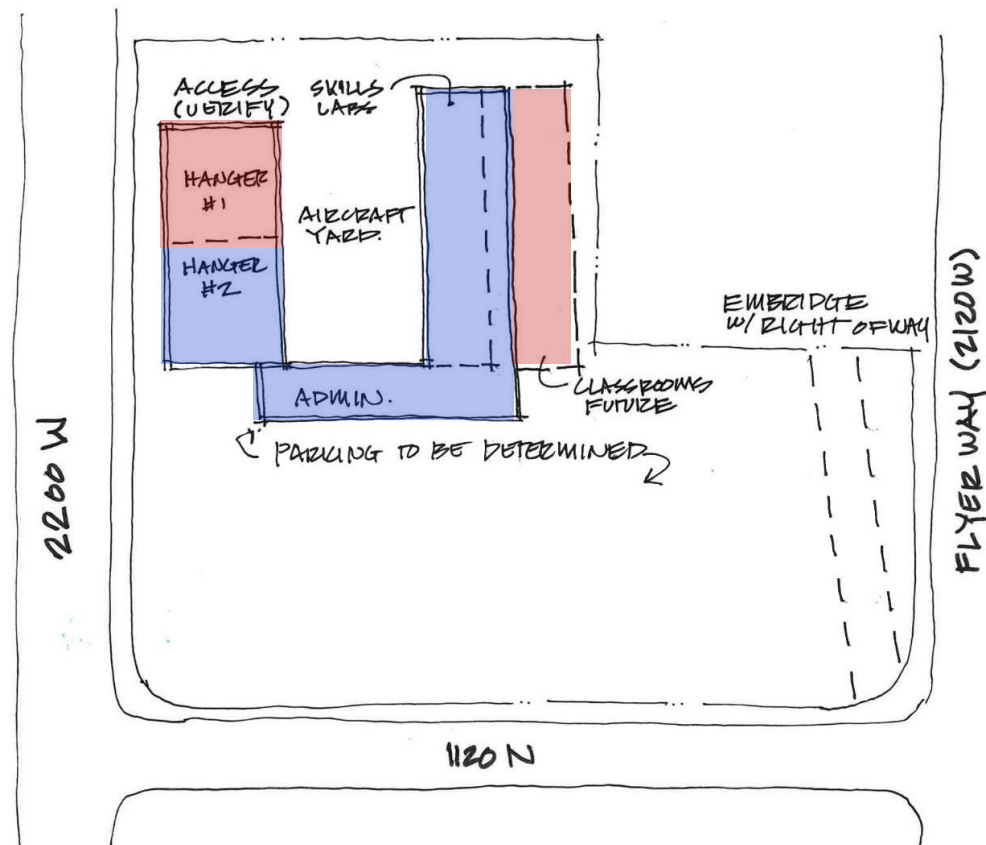 ACCESS
(VERIFY)
SKILLS
LABS
HANGER
#1
AIRCRAFT
YARD.
HANGER
#2
EMBRIDGE
W/ RIGHT OF WAY
ADMIN.
CLASSROOMS
FUTURE
PARKING TO BE DETERMINED
2200 W
FLYER WAY (2120W)
1120 N